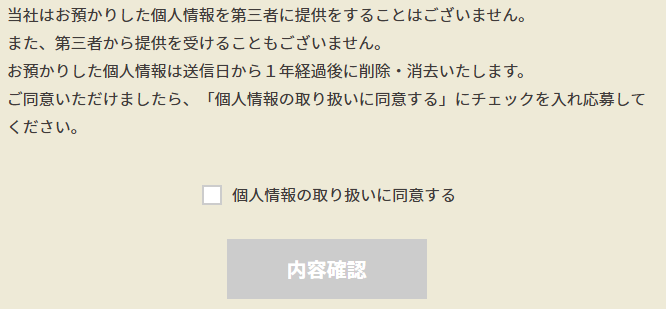 当社はお預かりした個人情報を第三者に提供をすることはございません。
また、第三者から提供を受けることもございません。
お預かりした個人情報は送信日から１年経過後に削除・消去いたします。
ご同意いただけましたら、「個人情報の取り扱いに同意する」にチェックを入れ応募して
ください。
個人情報の取り扱いに同意する
内容確認